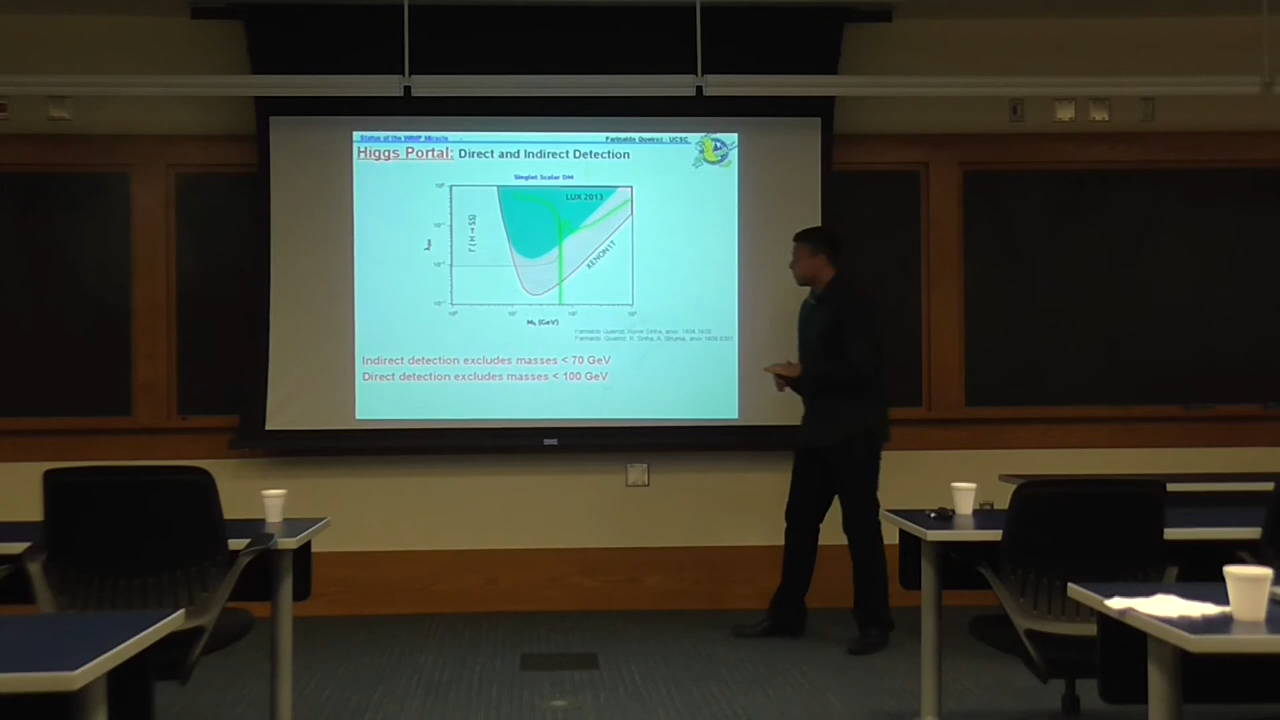 Status of the WIMP Miracle
Farinaldo Queiroz - UCSC
Higgs Portal: Direct and Indirect Detection
Singlet Scalar DM
LUX 2013
Γ(H→SS)
XENON1T
M_S (GeV)
Indirect detection excludes masses < 70 GeV
Direct detection excludes masses < 100 GeV